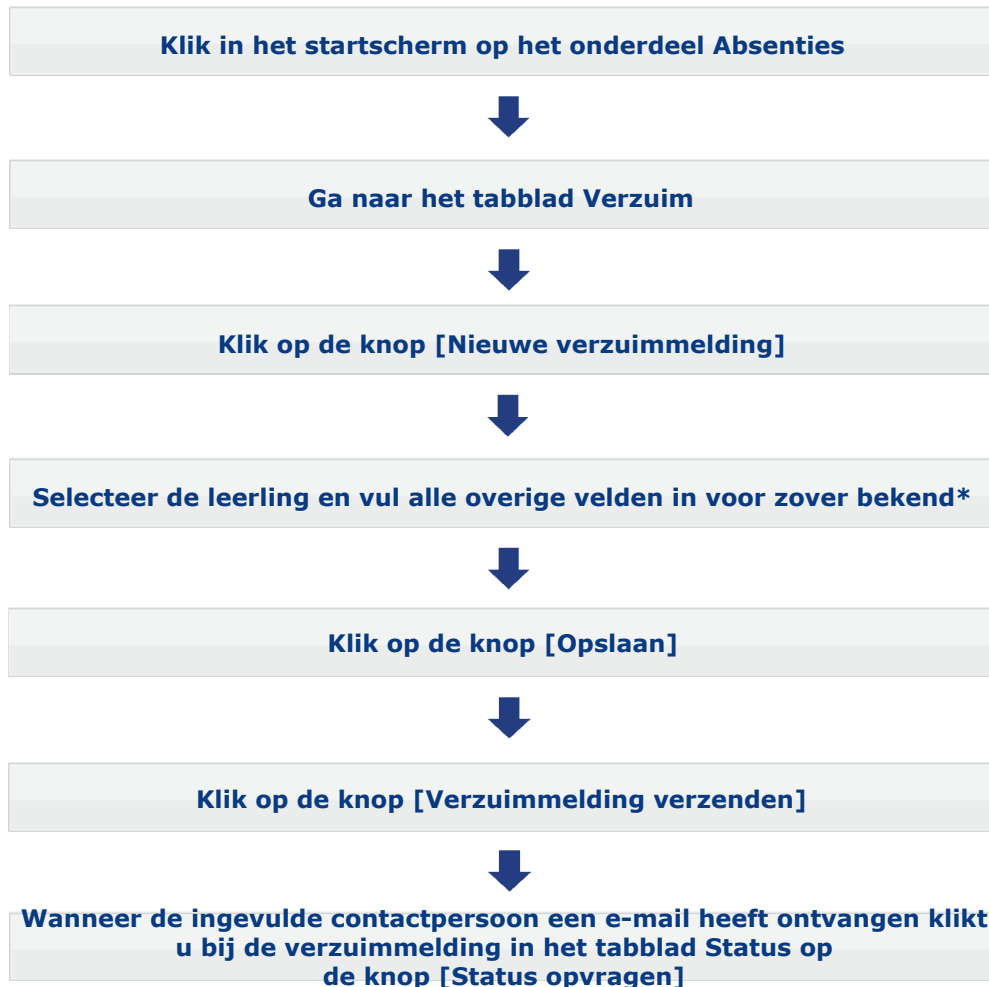 Klik in het startscherm op het onderdeel Absenties
Ga naar het tabblad Verzuim
Klik op de knop [Nieuwe verzuimmelding]
Selecteer de leerling en vul alle overige velden in voor zover bekend*
Klik op de knop [Opslaan]
Klik op de knop [Verzuimmelding verzenden]
Wanneer de ingevulde contactpersoon een e-mail heeft ontvangen klikt
u bij de verzuimmelding in het tabblad Status op
de knop [Status opvragen]